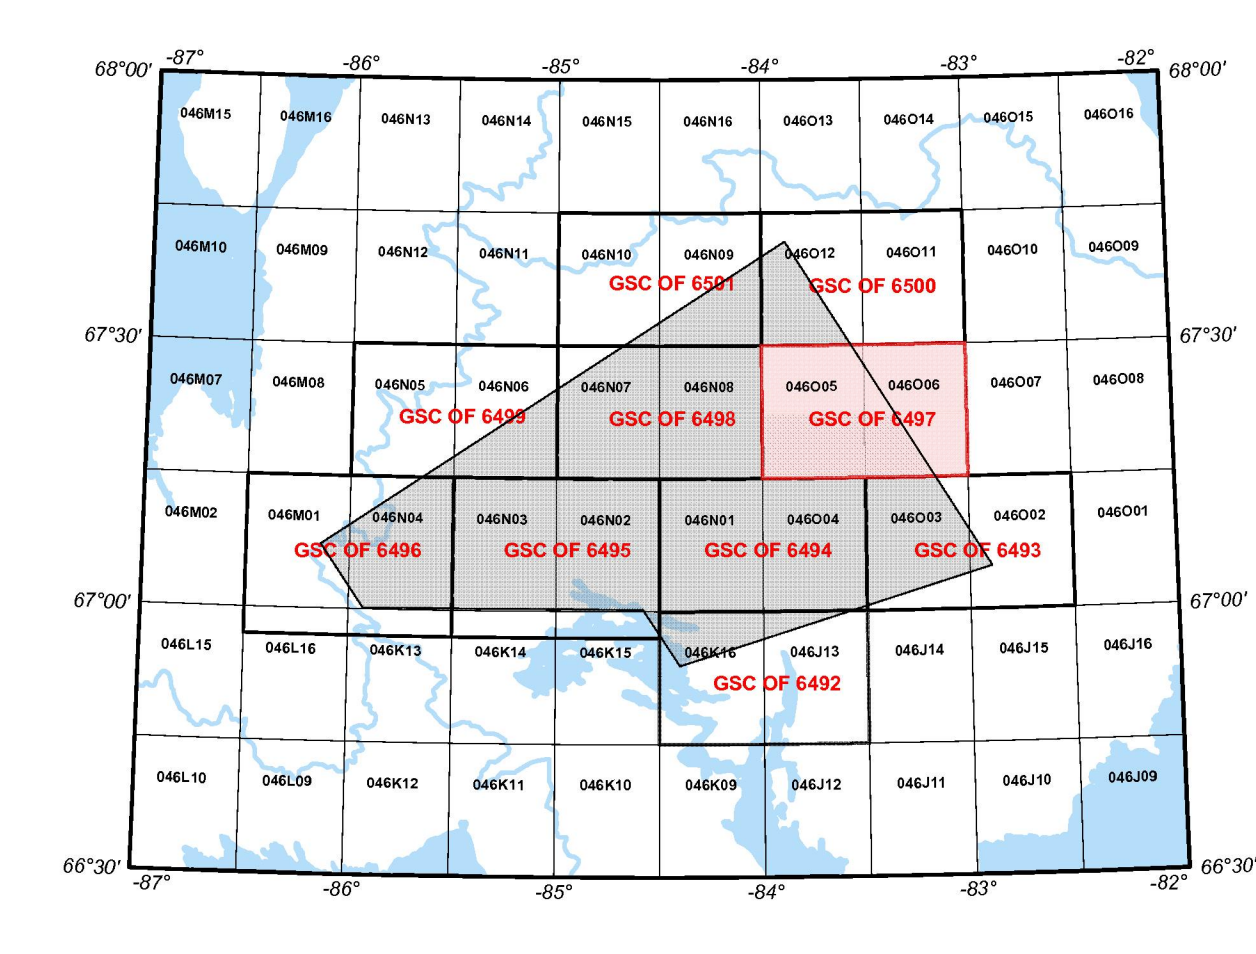 -87° -86° -85° -84° -83° -82°
68°00' 68°00'
046M15 046M16 046N13 046N14 046N15 046N16 046O13 046O14 046O15 046O16
046M10 046M09 046N12 046N11 046N10 046N09 046O12 046O11 046O10 046O09
GSC OF 6501 GSC OF 6500
67°30' 67°30'
046M07 046M08 046N05 046N06 046N07 046N08 046O05 046O06 046O07 046O08
GSC OF 6499 GSC OF 6498 GSC OF 6497
046M02 046M01 046N04 046N03 046N02 046N01 046O04 046O03 046O02 046O01
GSC OF 6496 GSC OF 6495 GSC OF 6494 GSC OF 6493
67°00' 67°00'
046L15 046L16 046K13 046K14 046K15 046K16 046J13 046J14 046J15 046J16
GSC OF 6492
046L10 046L09 046K12 046K11 046K10 046K09 046J12 046J11 046J10 046J09
66°30' 66°30'
-87° -86° -85° -84° -83° -82°